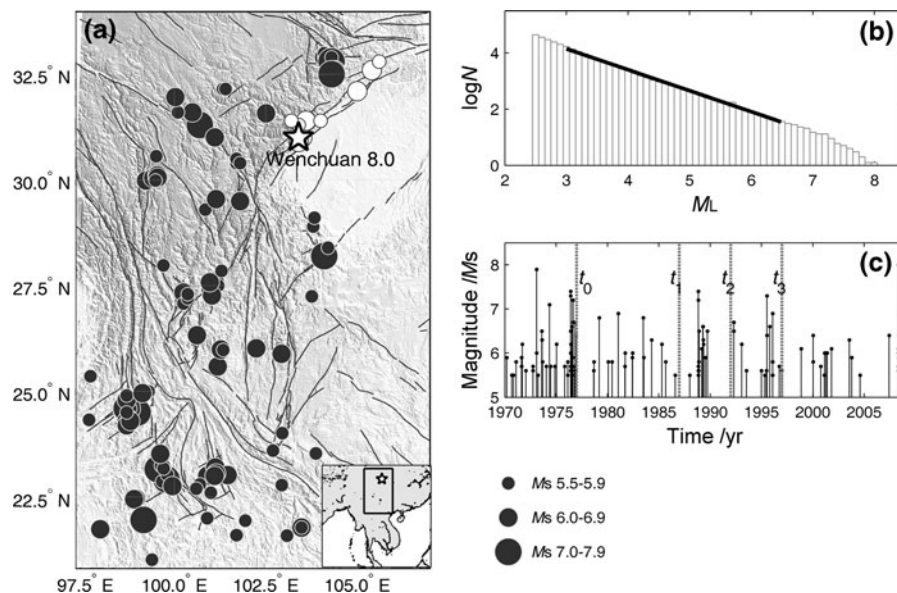 (a)
32.5° N
30.0° N
27.5° N
25.0° N
22.5° N
97.5° E 100.0° E 102.5° E 105.0° E
Wenchuan 8.0
(b)
logN
4
2
0
2 3 4 5 6 7 8
ML
(c)
Magnitude /Ms
8
7
6
5
t0 t1 t2 t3
1970 1975 1980 1985 1990 1995 2000 2005
Time /yr
Ms 5.5-5.9
Ms 6.0-6.9
Ms 7.0-7.9